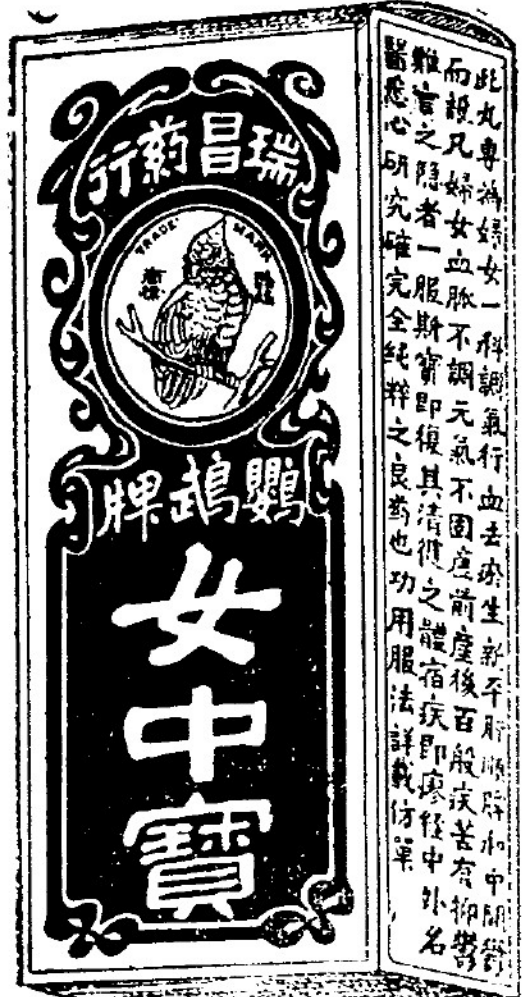 瑞昌葯行
TRADE MARK
註冊
商標
鸚鵡牌
女中寶
此丸專為婦女一科調氣行血去瘀生新平肝順脾和中開鬱
而設凡婦女血脈不調元氣不固產前產後百般疾苦有抑鬱
難言之隱者一服斯寶即復其清健之體宿疾即瘳經中外名
醫悉心研究確完全純粹之良葯也功用服法詳載仿單